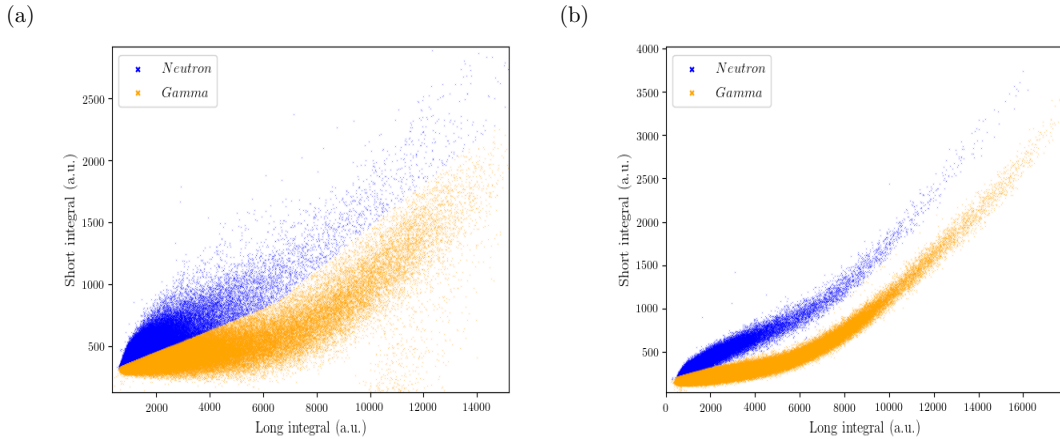 (a)
Neutron
Gamma
2500
2000
1500
1000
500
Short integral (a.u.)
2000 4000 6000 8000 10000 12000 14000
Long integral (a.u.)
(b)
Neutron
Gamma
4000
3500
3000
2500
2000
1500
1000
500
Short integral (a.u.)
0 2000 4000 6000 8000 10000 12000 14000 16000
Long integral (a.u.)